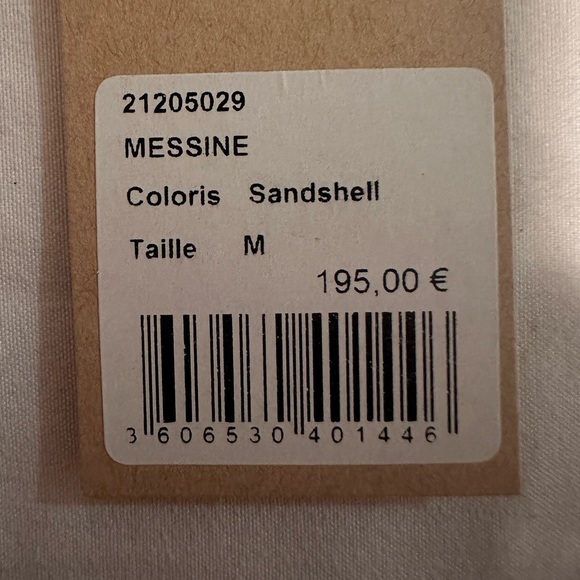 21205029
MESSINE
Coloris Sandshell
Taille M
195,00 €
3 606530 401446